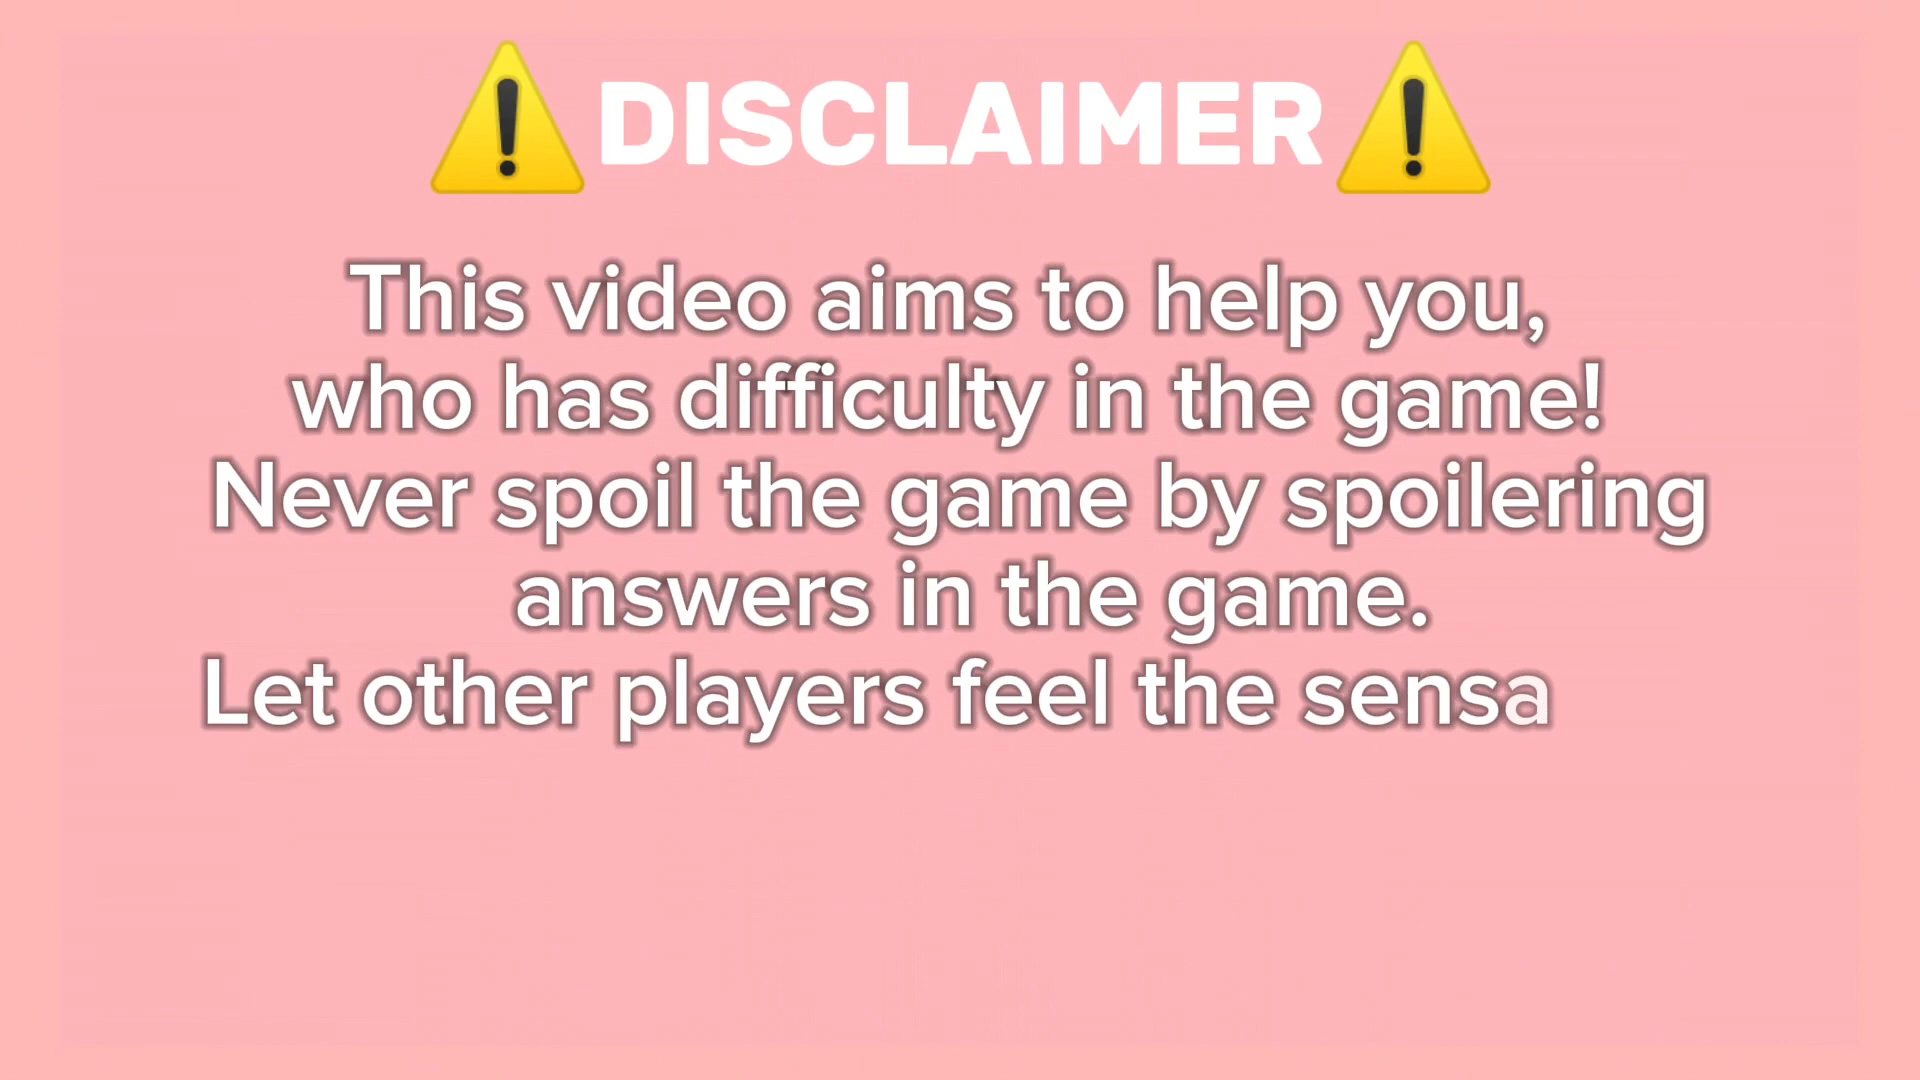 ⚠️DISCLAIMER⚠️
This video aims to help you,
who has difficulty in the game!
Never spoil the game by spoilering
answers in the game.
Let other players feel the sensa